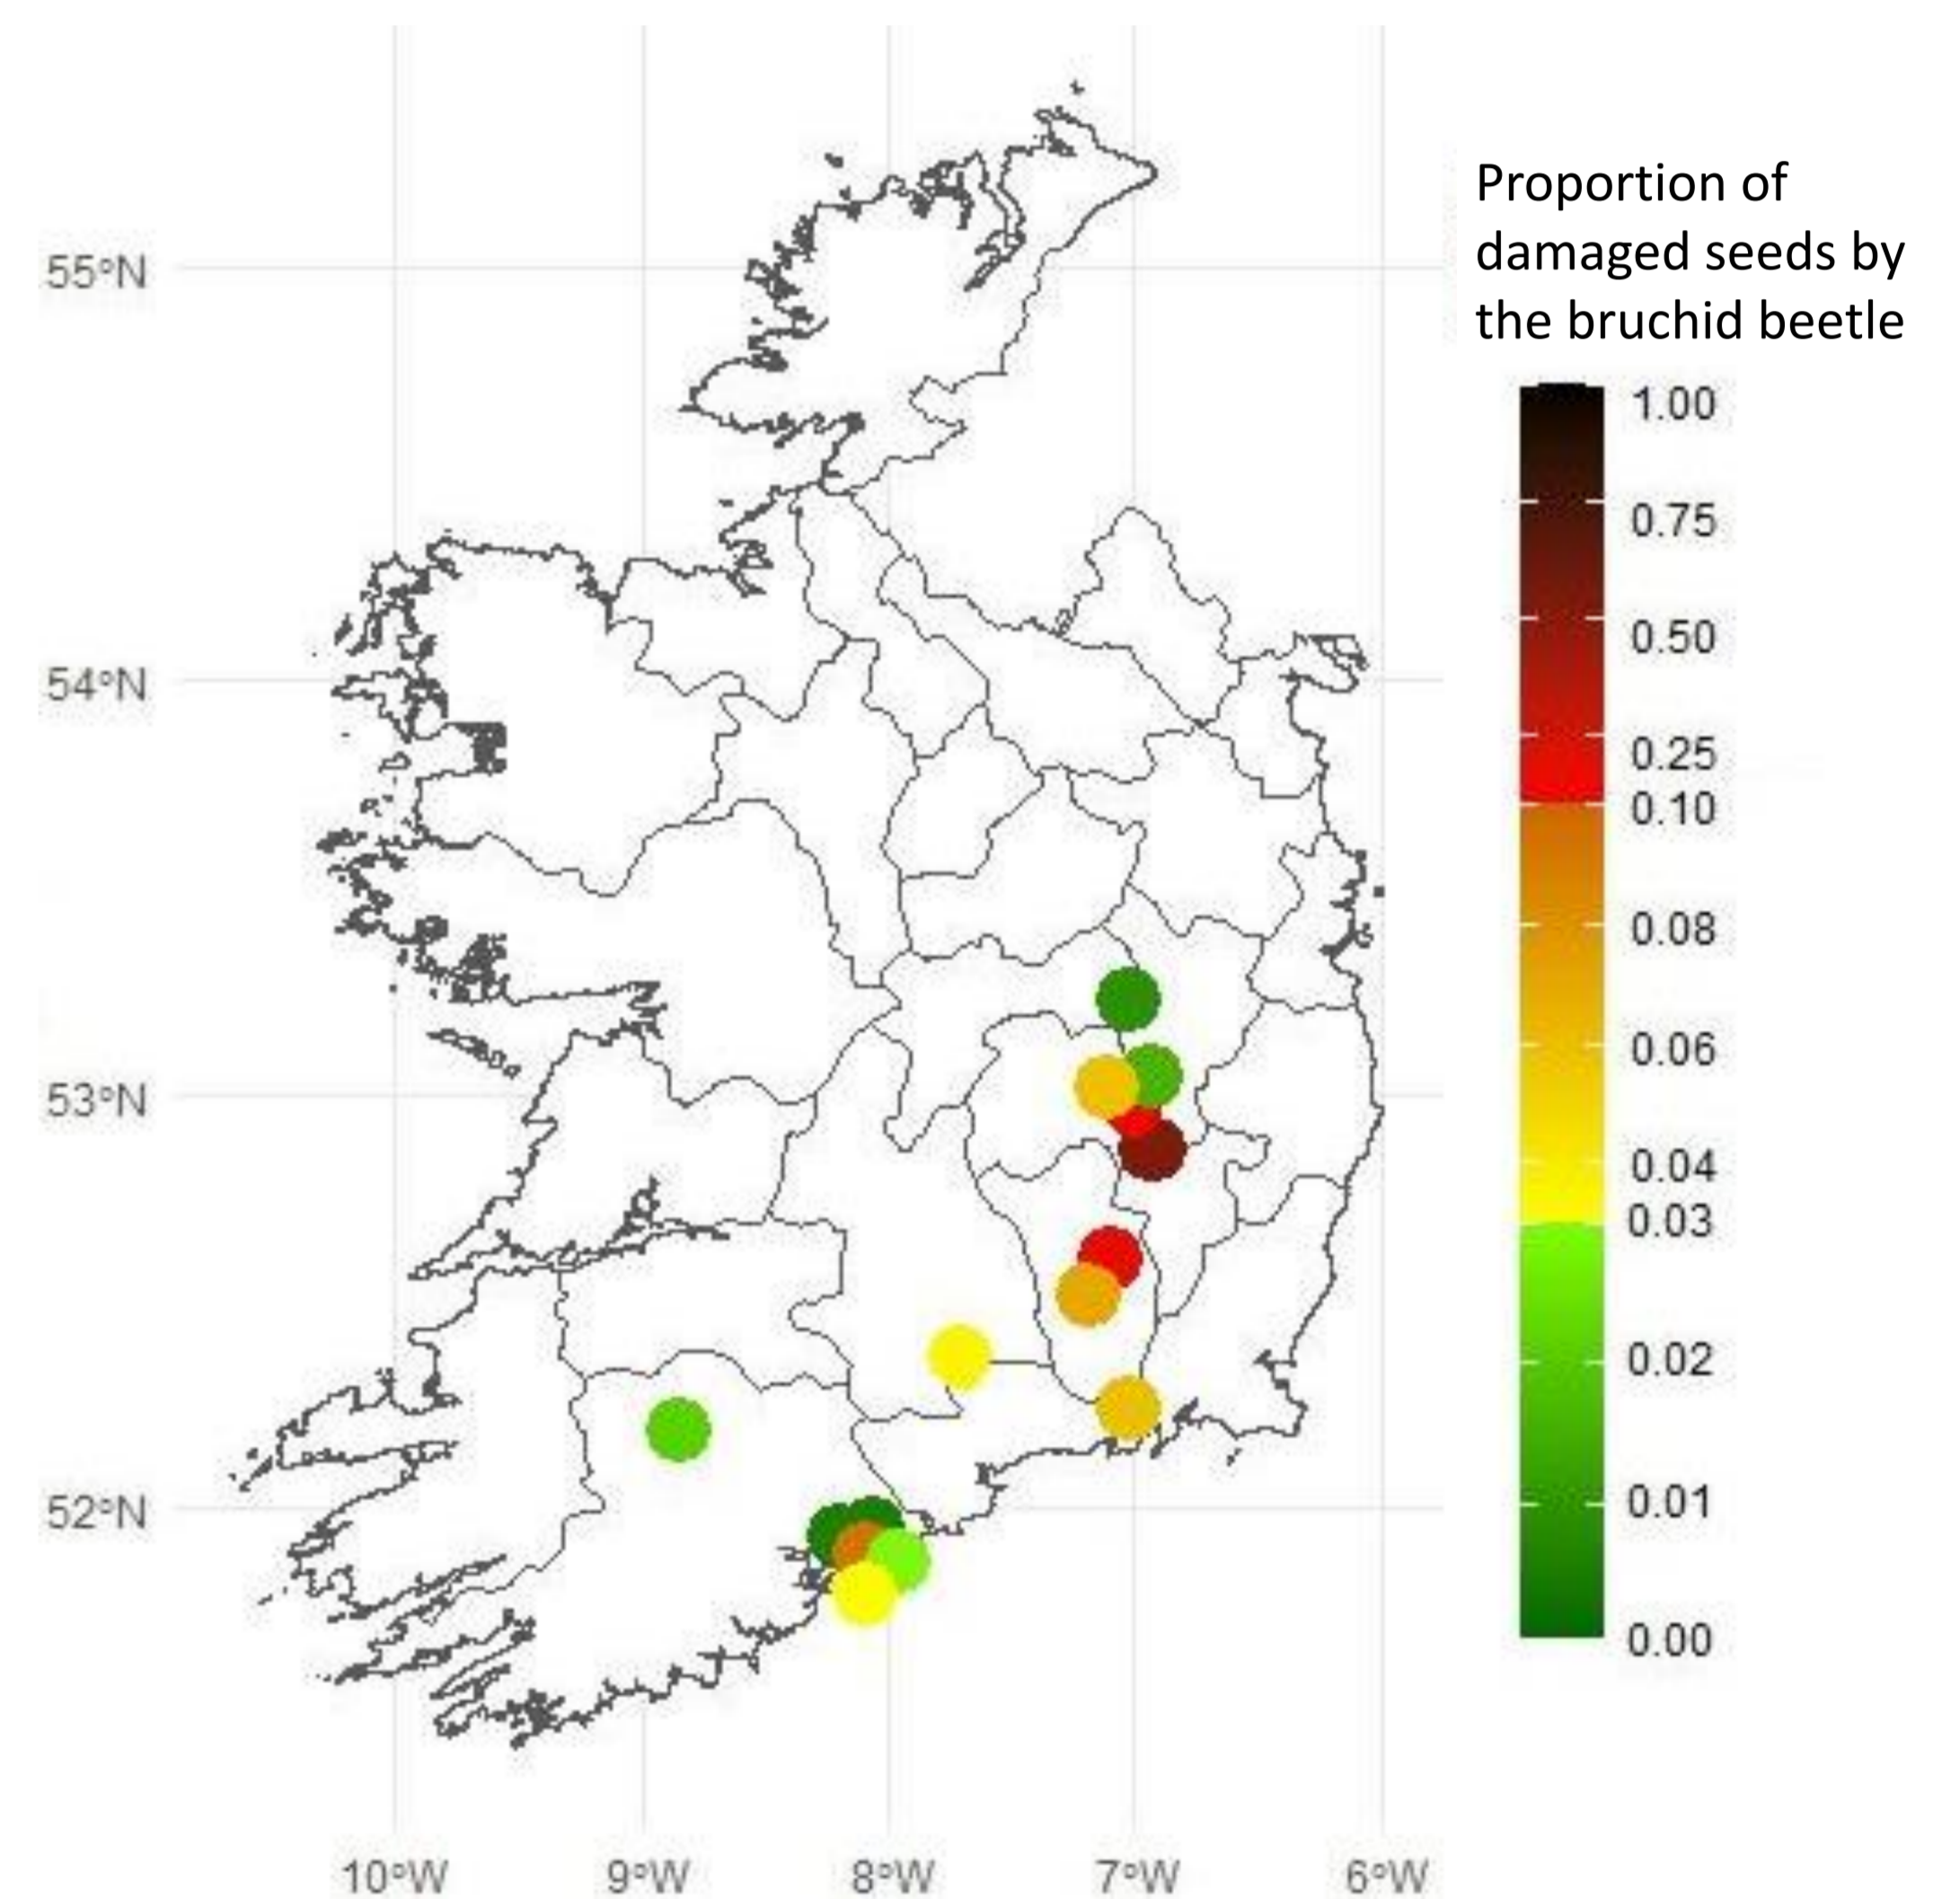 Proportion of
damaged seeds by
the bruchid beetle
1.00
0.75
0.50
0.25
0.10
0.08
0.06
0.04
0.03
0.02
0.01
0.00
55°N
54°N
53°N
52°N
10°W 9°W 8°W 7°W 6°W